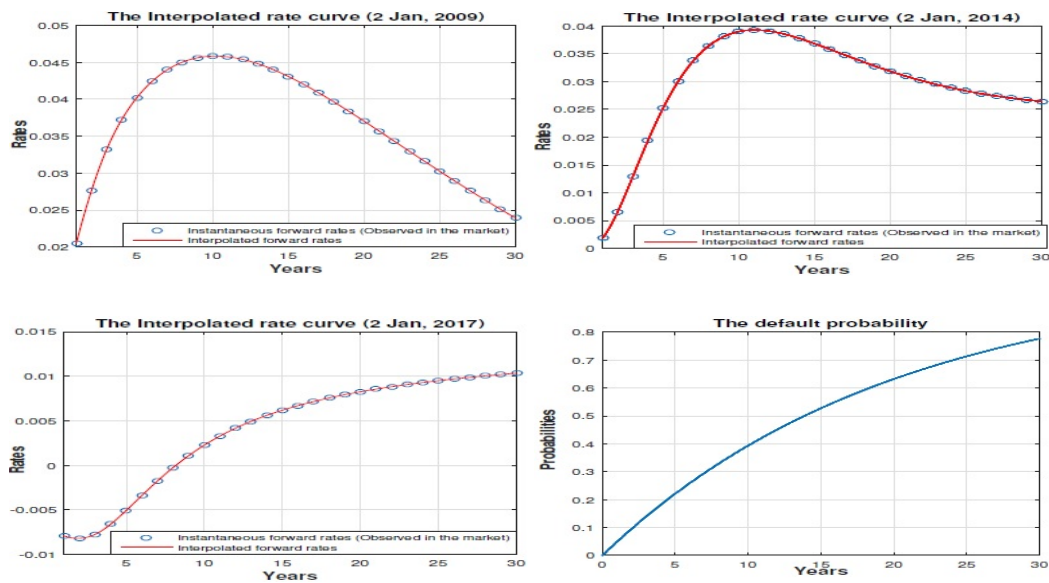 The Interpolated rate curve (2 Jan, 2009)
0.05
0.045
0.04
0.035
0.03
0.025
0.02
Rates
Instantaneous forward rates (Observed in the market)
Interpolated forward rates
5 10 15 20 25 30
Years
The Interpolated rate curve (2 Jan, 2014)
0.04
0.035
0.03
0.025
0.02
0.015
0.01
0.005
0
Rates
Instantaneous forward rates (Observed in the market)
Interpolated forward rates
5 10 15 20 25 30
Years
The Interpolated rate curve (2 Jan, 2017)
0.015
0.01
0.005
0
-0.005
-0.01
Rates
Instantaneous forward rates (Observed in the market)
Interpolated forward rates
5 10 15 20 25 30
Years
The default probability
0.8
0.7
0.6
0.5
0.4
0.3
0.2
0.1
0
Probabilities
0 5 10 15 20 25 30
Years